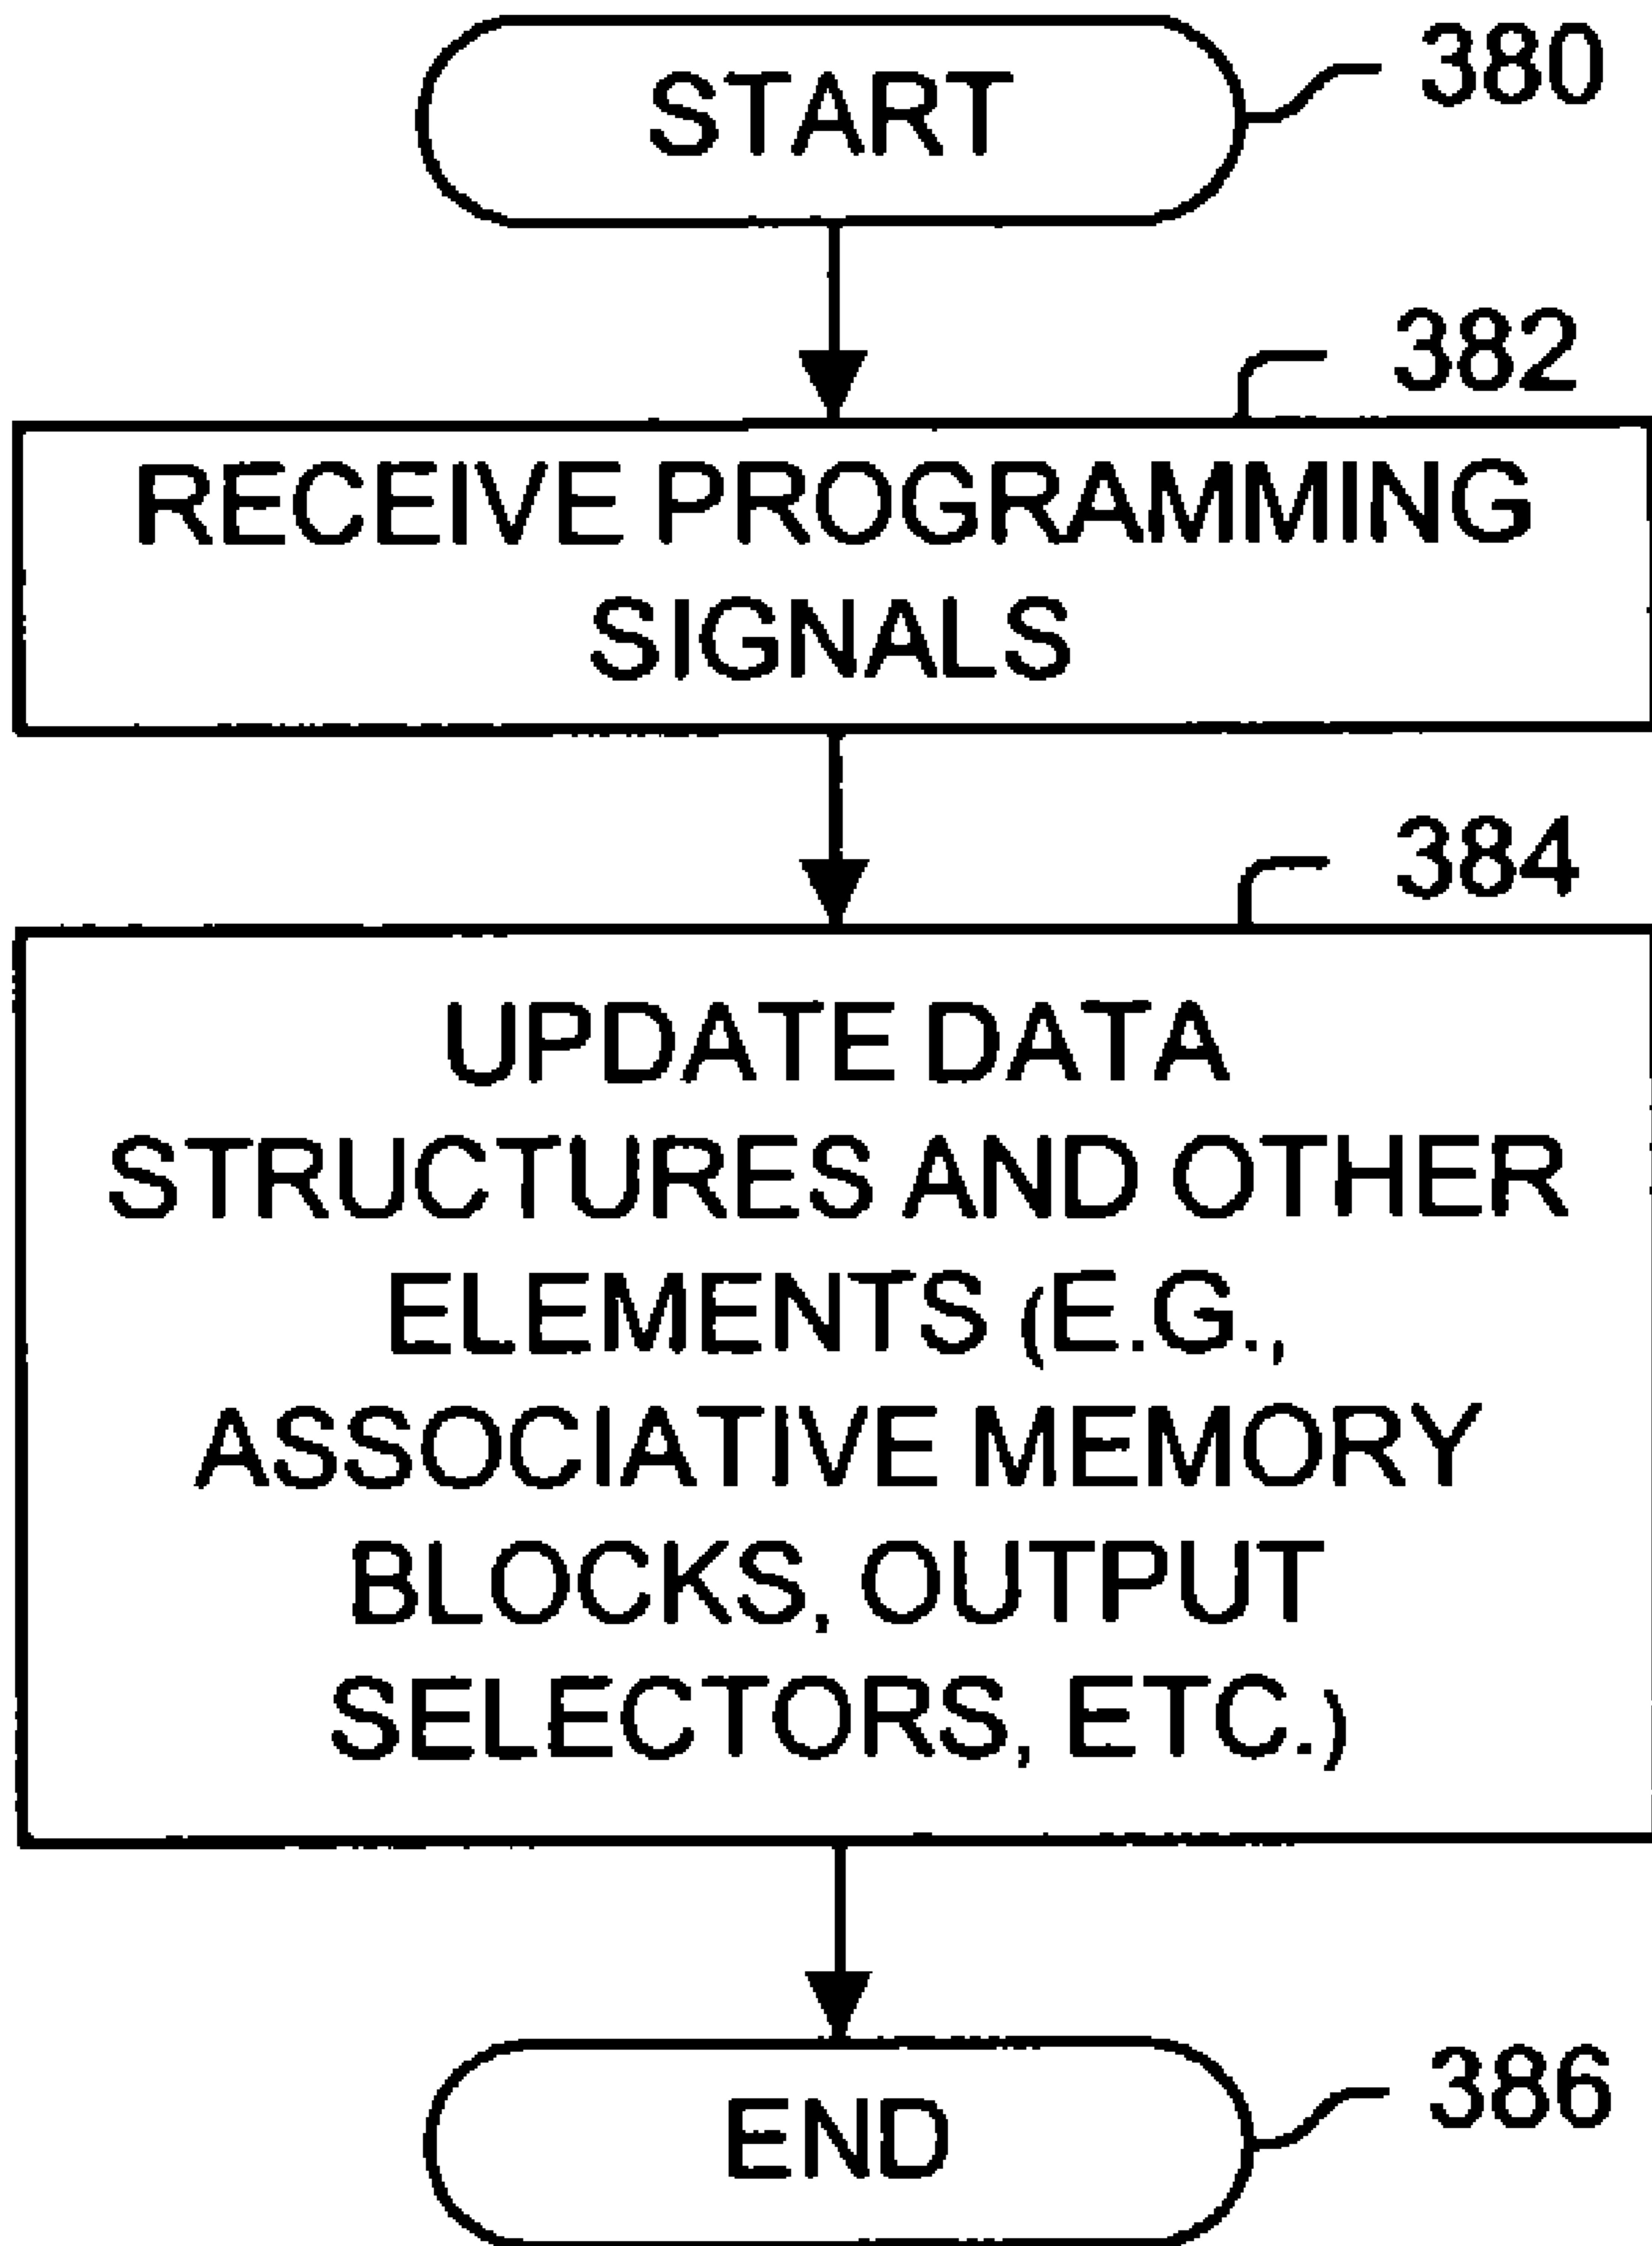 START
380
382
RECEIVE PROGRAMMING
SIGNALS
384
UPDATE DATA
STRUCTURES AND OTHER
ELEMENTS (E.G.,
ASSOCIATIVE MEMORY
BLOCKS, OUTPUT
SELECTORS, ETC.)
END
386